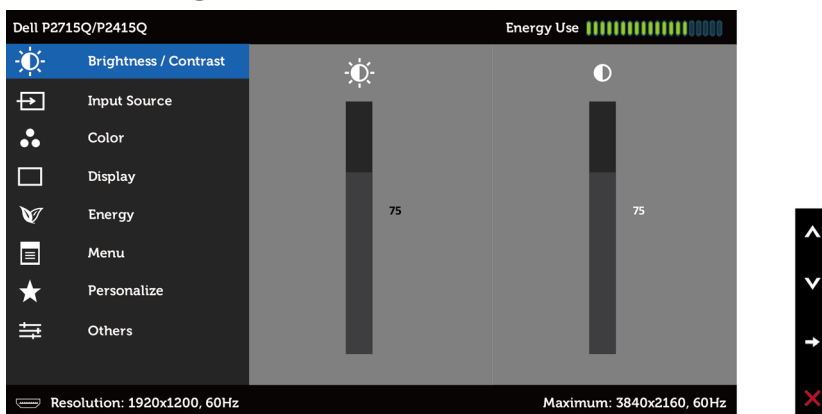 Dell P2715Q/P2415Q
Energy Use
Brightness / Contrast
Input Source
Color
Display
Energy
Menu
Personalize
Others
75
75
Resolution: 1920x1200, 60Hz
Maximum: 3840x2160, 60Hz